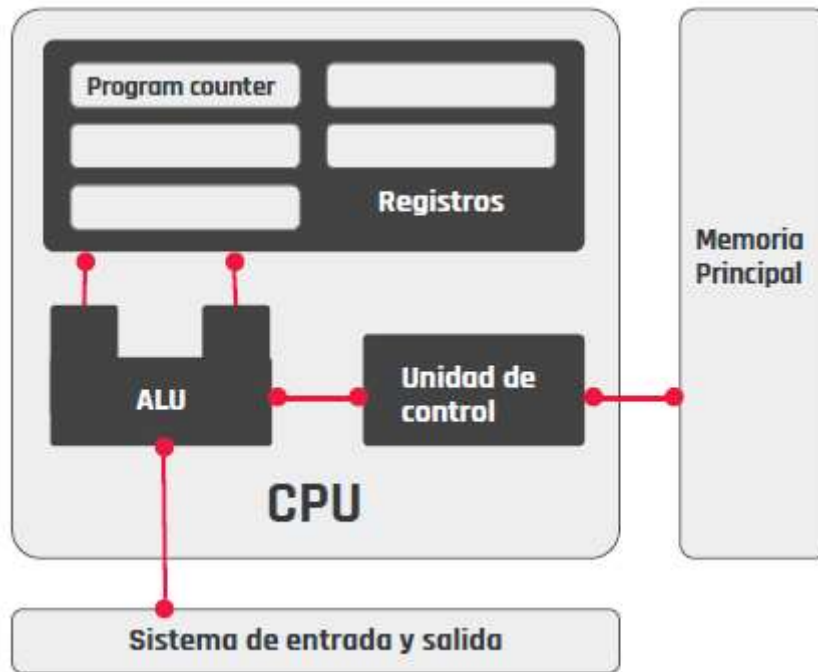 Program counter
Registros
Memoria
Principal
ALU
Unidad de
control
CPU
Sistema de entrada y salida